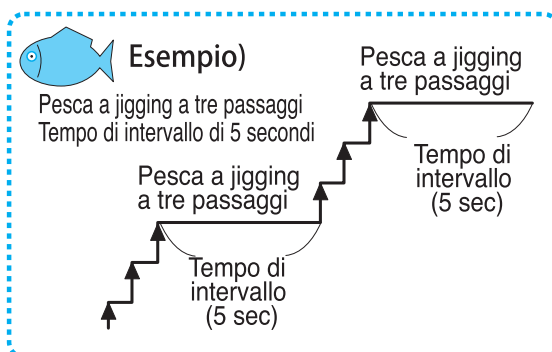 Esempio)
Pesca a jigging a tre passaggi
Tempo di intervallo di 5 secondi
Pesca a jigging
a tre passaggi
Tempo di
intervallo
(5 sec)
Pesca a jigging
a tre passaggi
Tempo di
intervallo
(5 sec)